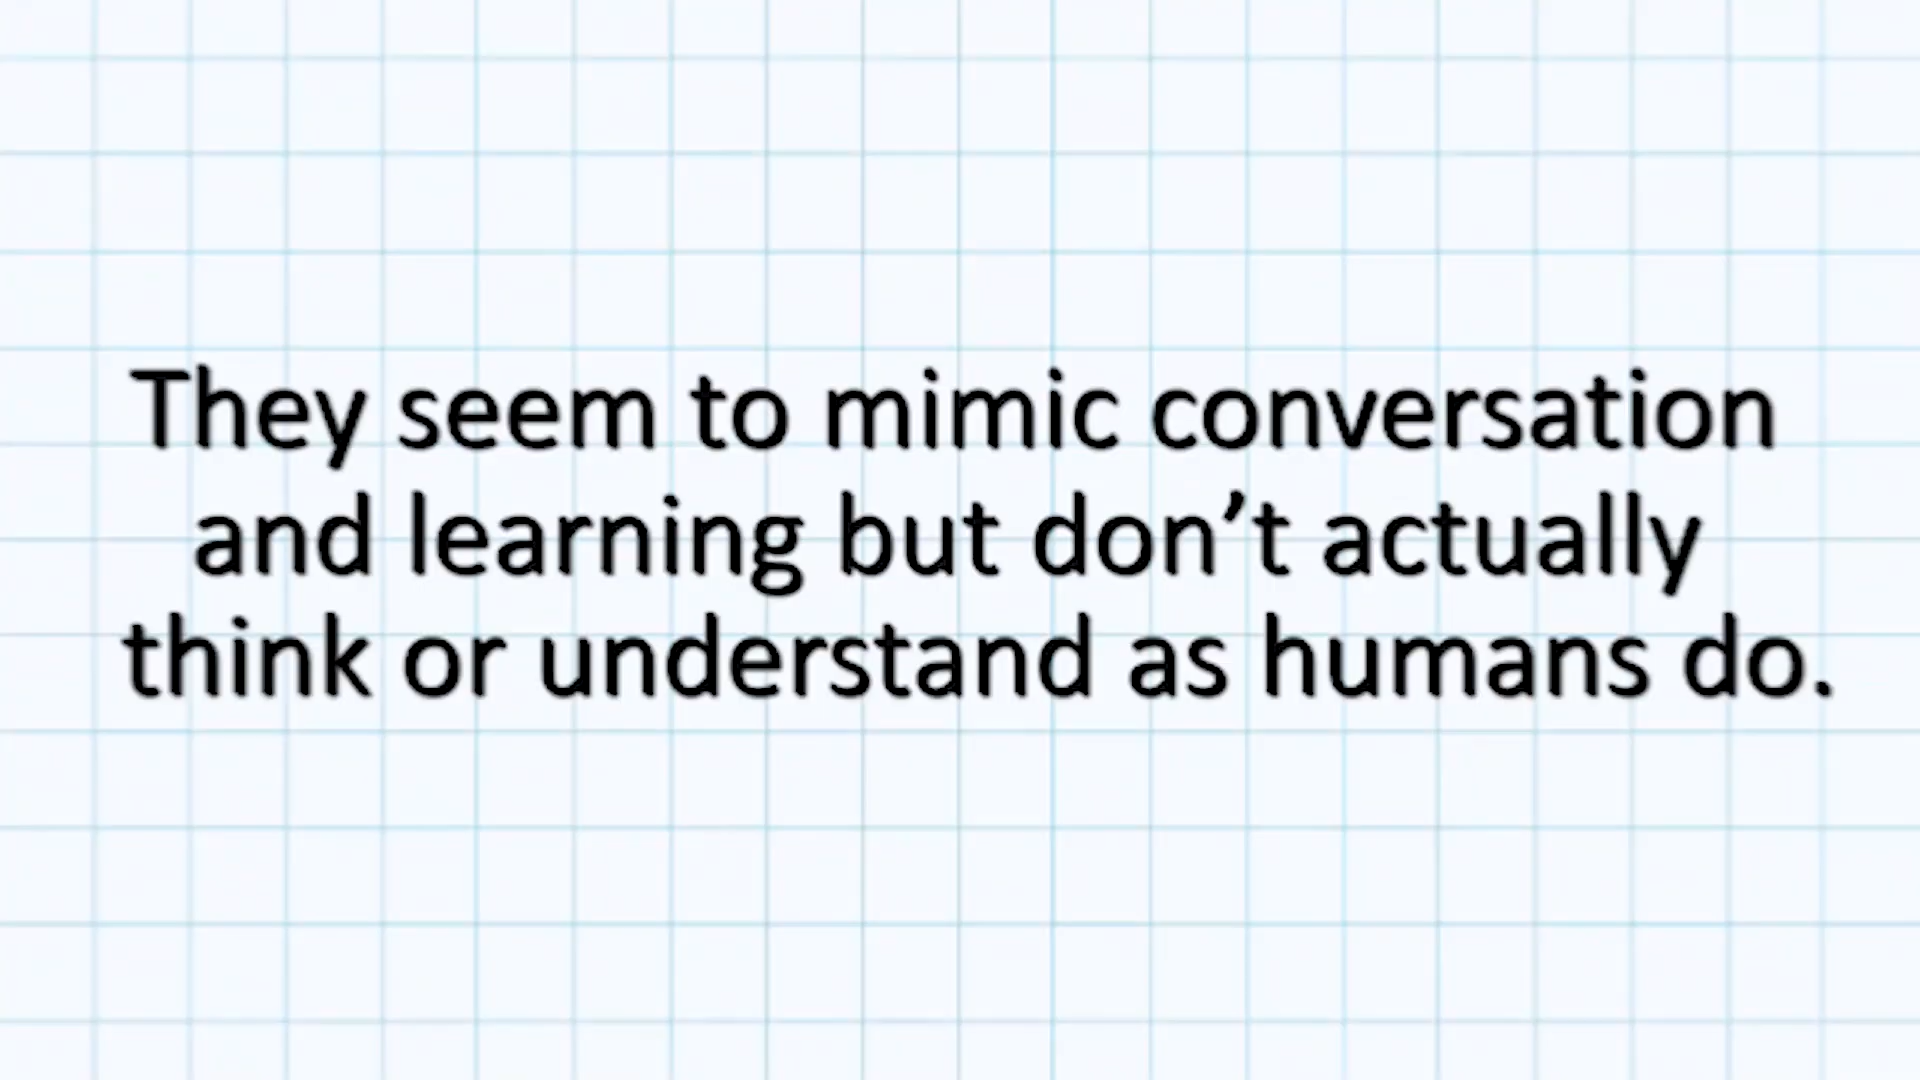 They seem to mimic conversation
and learning but don’t actually
think or understand as humans do.